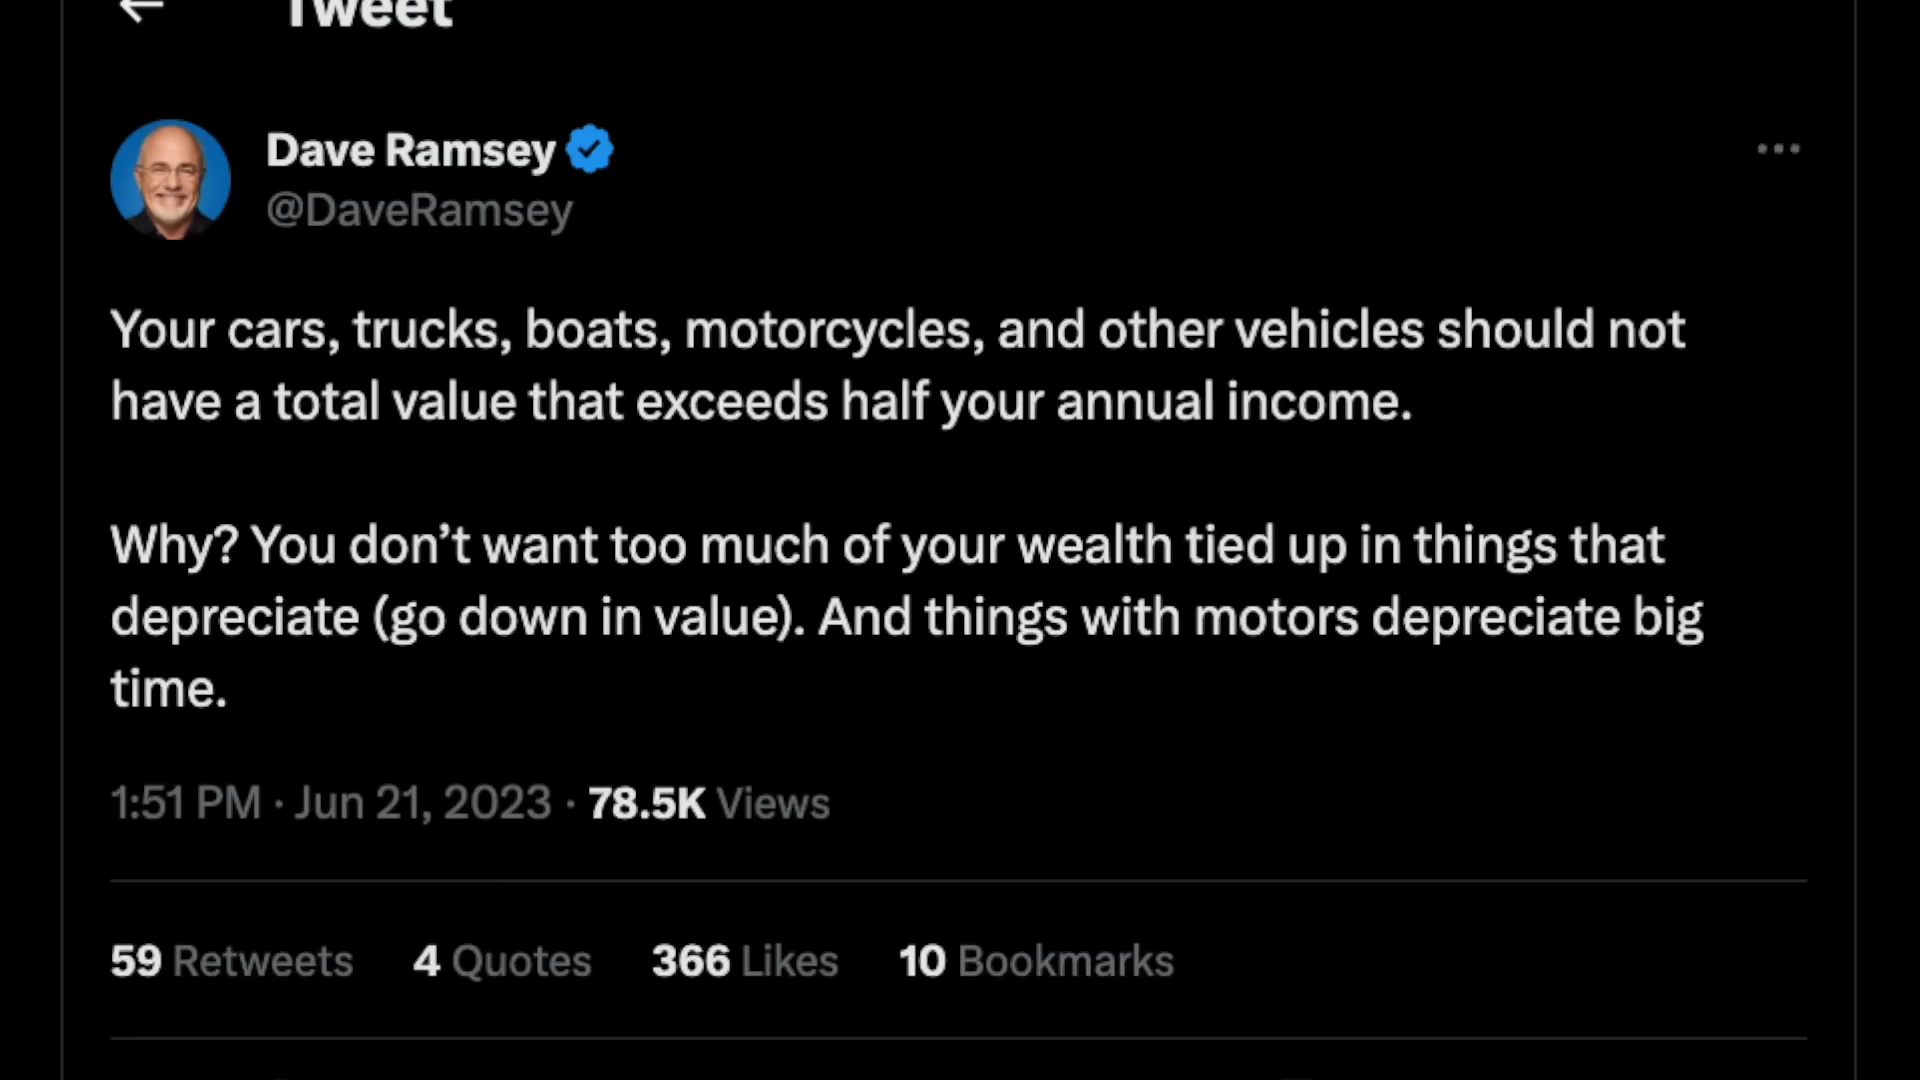 Tweet
Dave Ramsey
@DaveRamsey
Your cars, trucks, boats, motorcycles, and other vehicles should not
have a total value that exceeds half your annual income.
Why? You don’t want too much of your wealth tied up in things that
depreciate (go down in value). And things with motors depreciate big
time.
1:51 PM · Jun 21, 2023 · 78.5K Views
59 Retweets 4 Quotes 366 Likes 10 Bookmarks